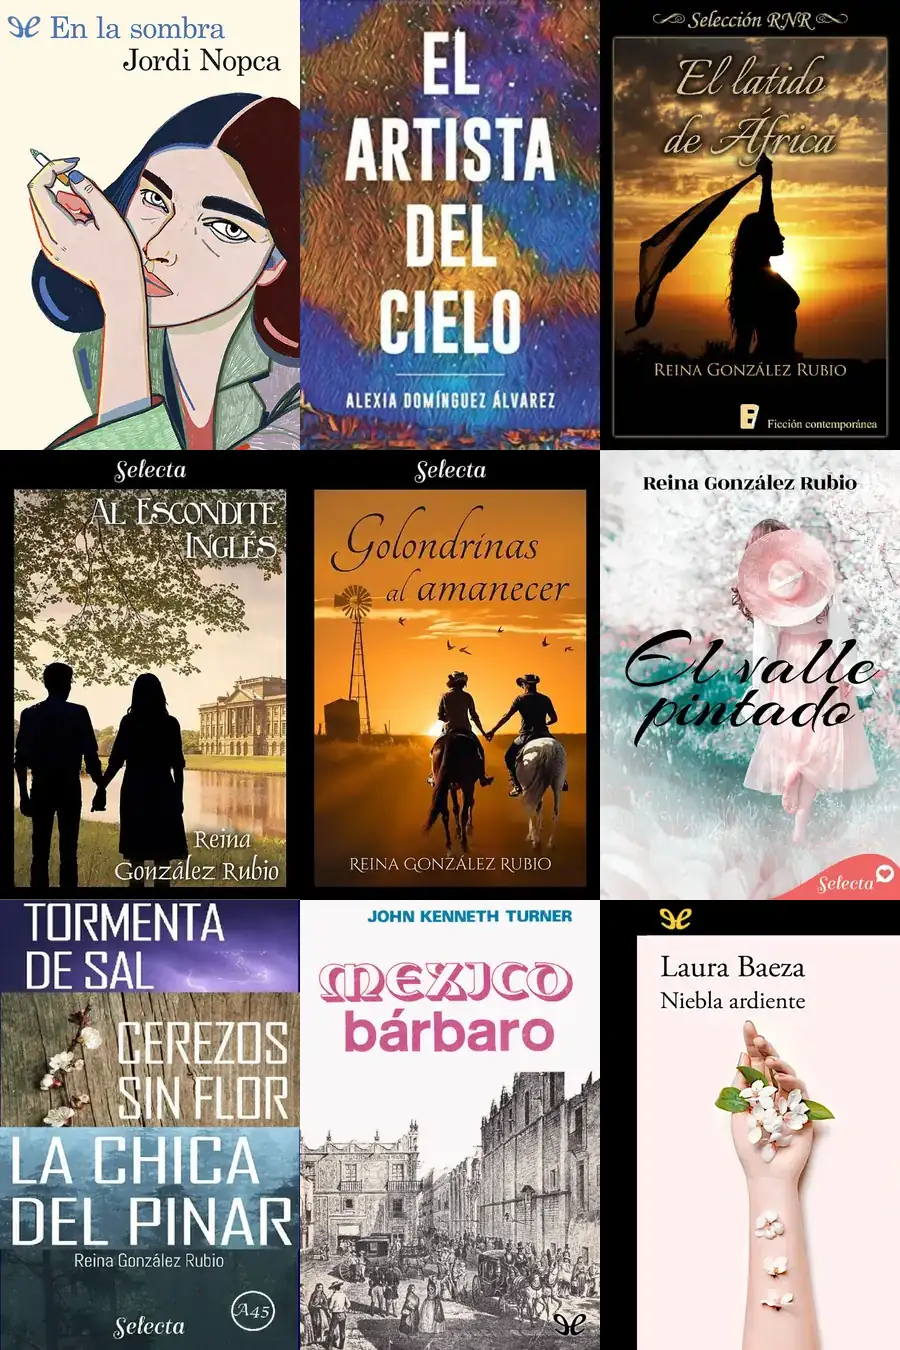 En la sombra
Jordi Nopca
EL
ARTISTA
DEL
CIELO
ALEXIA DOMÍNGUEZ ÁLVAREZ
Selección RNR
El latido
de África
REINA GONZÁLEZ RUBIO
B
Ficción contemporánea
Selecta
AL ESCONDITE
INGLÉS
Reina
González Rubio
Selecta
Golondrinas
al amanecer
REINA GONZÁLEZ RUBIO
Reina González Rubio
El valle
pintado
Selecta
TORMENTA
DE SAL
CEREZOS
SIN FLOR
LA CHICA
DEL PINAR
Reina González Rubio
A45
Selecta
JOHN KENNETH TURNER
MEXICO
bárbaro
Laura Baeza
Niebla ardiente